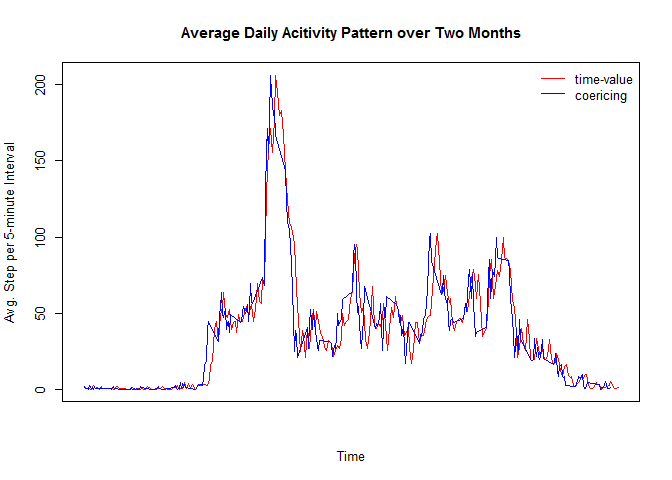 Average Daily Acitivity Pattern over Two Months
time-value
coericing
Avg. Step per 5-minute Interval
200
150
100
50
0
Time